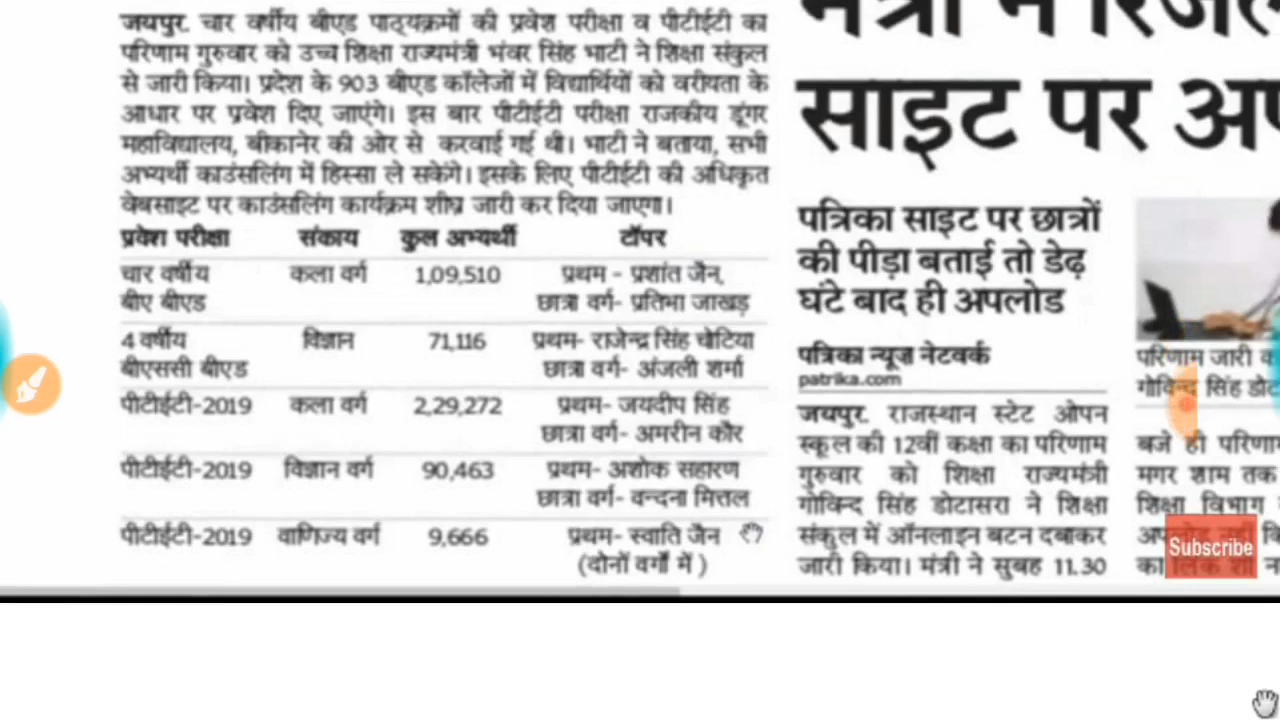 जयपुर. चार वर्षीय बीएड पाठ्यक्रमों की प्रवेश परीक्षा व पीटीईटी का
परिणाम गुरुवार को उच्च शिक्षा राज्यमंत्री भंवर सिंह भाटी ने शिक्षा संकुल
से जारी किया। प्रदेश के 903 बीएड कॉलेजों में विद्यार्थियों को वरीयता के
आधार पर प्रवेश दिए जाएंगे। इस बार पीटीईटी परीक्षा राजकीय डूंगर
महाविद्यालय, बीकानेर की ओर से करवाई गई थी। भाटी ने बताया, सभी
अभ्यर्थी काउंसलिंग में हिस्सा ले सकेंगे। इसके लिए पीटीईटी की अधिकृत
वेबसाइट पर काउंसलिंग कार्यक्रम शीघ्र जारी कर दिया जाएगा।
प्रवेश परीक्षा संकाय कुल अभ्यर्थी टॉपर
चार वर्षीय कला वर्ग 1,09,510 प्रथम - प्रशांत जैन,
बीए बीएड छात्रा वर्ग- प्रतिभा जाखड़
4 वर्षीय विज्ञान 71,116 प्रथम- राजेन्द्र सिंह चोटिया
बीएससी बीएड छात्रा वर्ग- अंजली शर्मा
पीटीईटी-2019 कला वर्ग 2,29,272 प्रथम- जयदीप सिंह
छात्रा वर्ग- अमरीन कौर
पीटीईटी-2019 विज्ञान वर्ग 90,463 प्रथम- अशोक सहारण
छात्रा वर्ग- वन्दना मित्तल
पीटीईटी-2019 वाणिज्य वर्ग 9,666 प्रथम- स्वाति जैन
(दोनों वर्गों में )
साइट पर
पत्रिका साइट पर छात्रों
की पीड़ा बताई तो डेढ़
घंटे बाद ही अपलोड
पत्रिका न्यूज नेटवर्क
patrika.com
जयपुर. राजस्थान स्टेट ओपन
स्कूल की 12वीं कक्षा का परिणाम
गुरुवार को शिक्षा राज्यमंत्री
गोविन्द सिंह डोटासरा ने शिक्षा
संकुल में ऑनलाइन बटन दबाकर
जारी किया। मंत्री ने सुबह 11.30
परिणाम जारी
गोविन्द सिंह
बजे ही
मगर शाम तक
शिक्षा विभाग
Subscribe